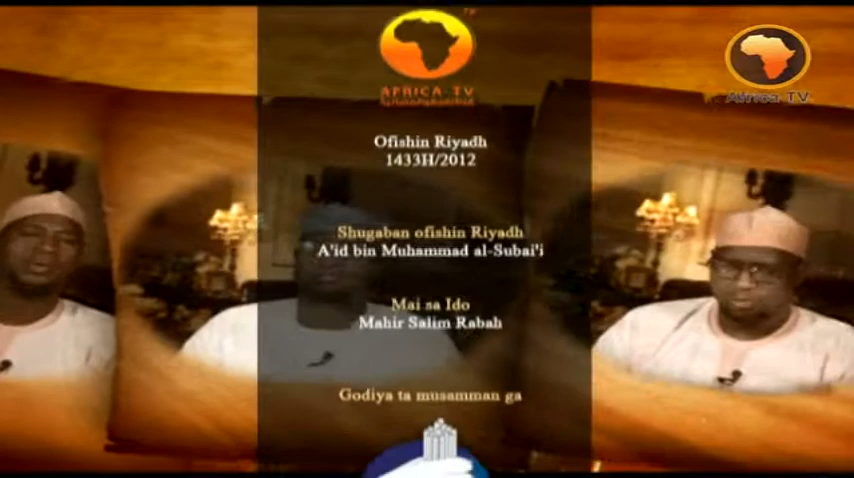 TV
AFRICA TV
Africa TV
Ofishin Riyadh
1433H/2012
Shugaban ofishin Riyadh
A'id bin Muhammad al-Subai'i
Mai sa Ido
Mahir Salim Rabah
Godiya ta musamman ga